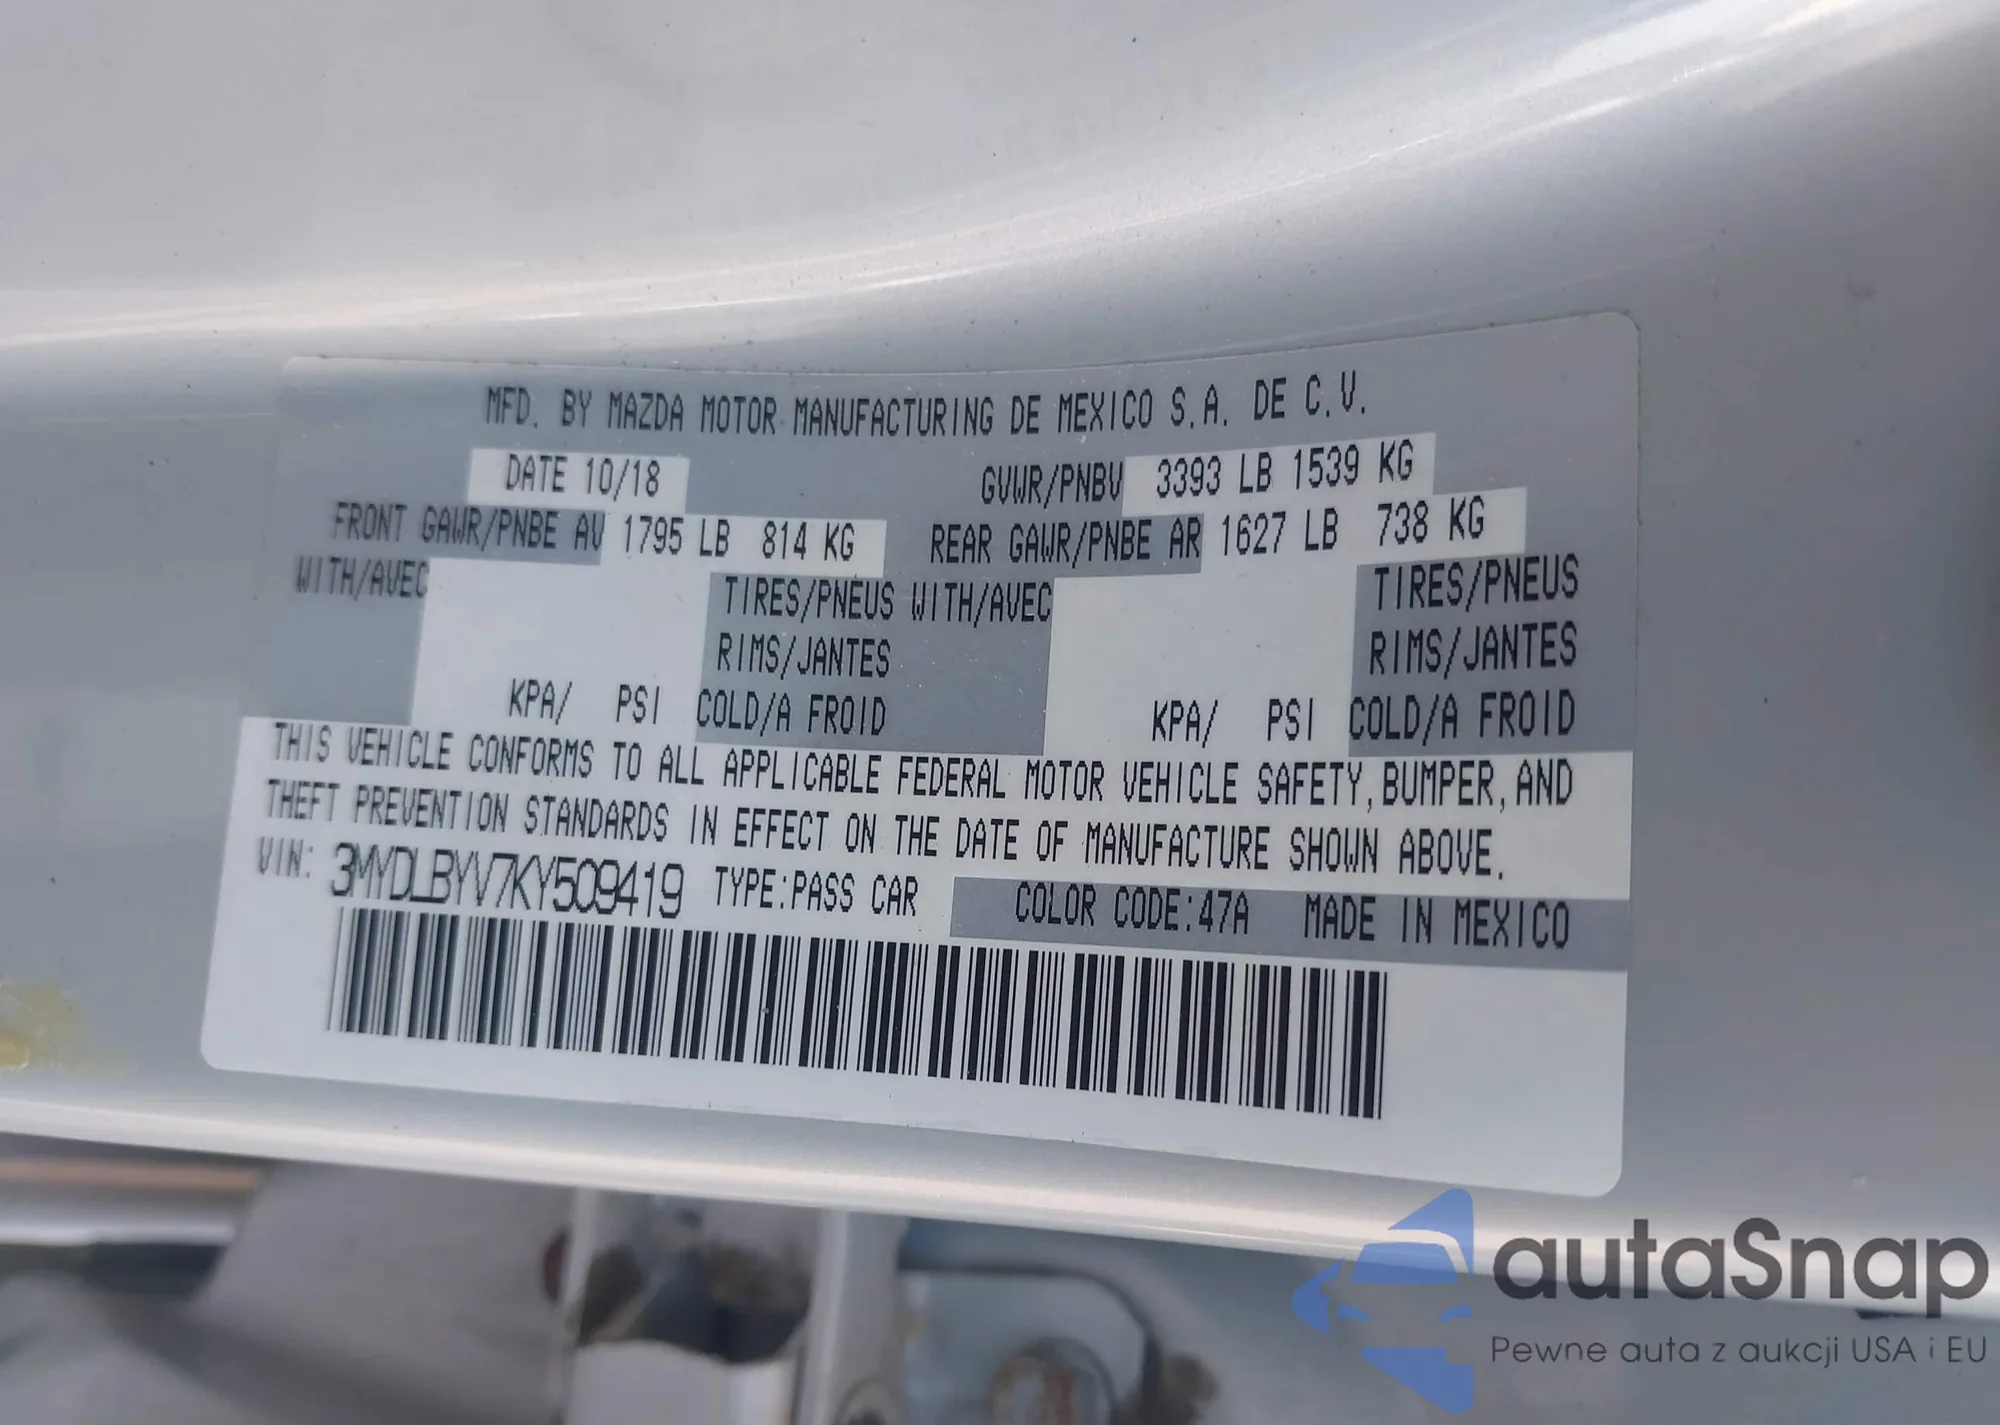 MFD. BY MAZDA MOTOR MANUFACTURING DE MEXICO S.A. DE C.V.
DATE 10/18 GVWR/PNBV 3393 LB 1539 KG
FRONT GAWR/PNBE AV 1795 LB 814 KG REAR GAWR/PNBE AR 1627 LB 738 KG
WITH/AVEC TIRES/PNEUS WITH/AVEC TIRES/PNEUS
RIMS/JANTES RIMS/JANTES
KPA/ PSI COLD/A FROID KPA/ PSI COLD/A FROID
THIS VEHICLE CONFORMS TO ALL APPLICABLE FEDERAL MOTOR VEHICLE SAFETY, BUMPER, AND
THEFT PREVENTION STANDARDS IN EFFECT ON THE DATE OF MANUFACTURE SHOWN ABOVE.
VIN: 3MYDLBYV7KY509419 TYPE:PASS CAR COLOR CODE:47A MADE IN MEXICO
autaSnap
Pewne auta z aukcji USA i EU